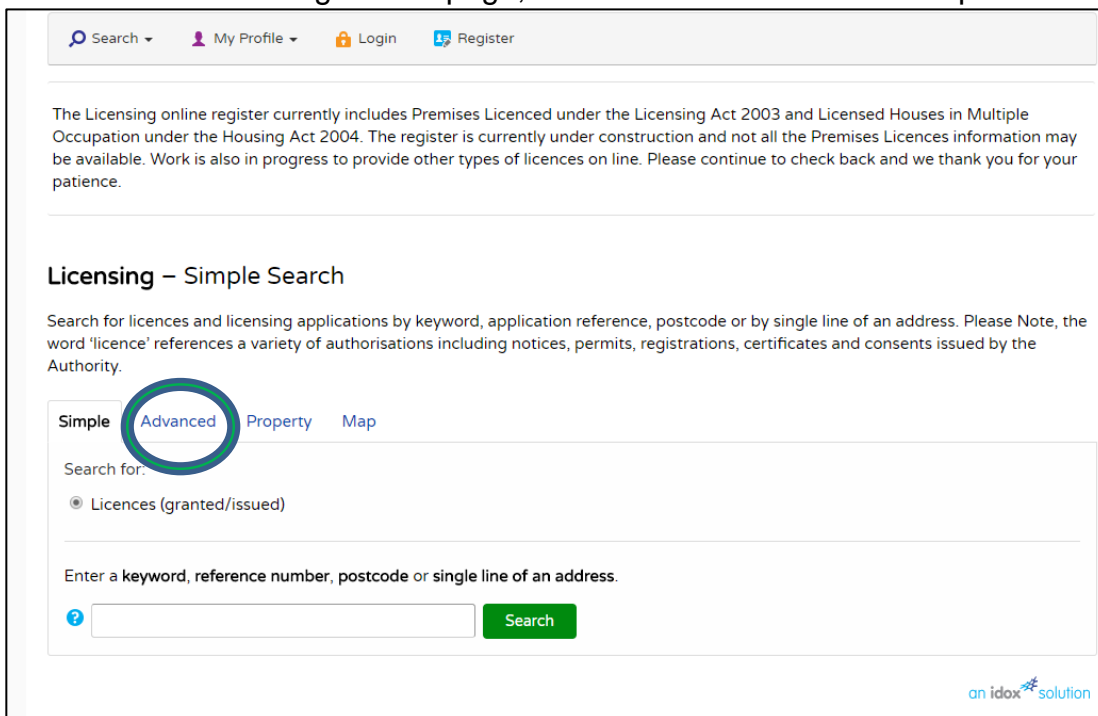 Search My Profile Login Register
The Licensing online register currently includes Premises Licenced under the Licensing Act 2003 and Licensed Houses in Multiple
Occupation under the Housing Act 2004. The register is currently under construction and not all the Premises Licences information may
be available. Work is also in progress to provide other types of licences on line. Please continue to check back and we thank you for your
patience.
Licensing – Simple Search
Search for licences and licensing applications by keyword, application reference, postcode or by single line of an address. Please Note, the
word 'licence' references a variety of authorisations including notices, permits, registrations, certificates and consents issued by the
Authority.
Simple Advanced Property Map
Search for:
Licences (granted/issued)
Enter a keyword, reference number, postcode or single line of an address.
? Search
an idox solution